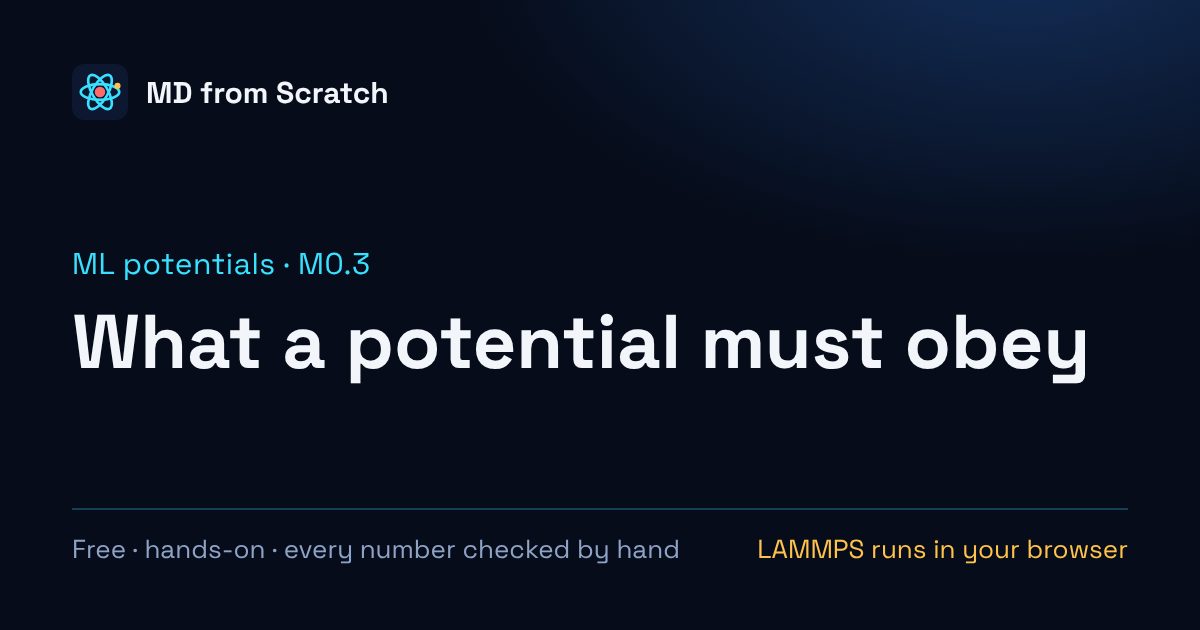 MD from Scratch
ML potentials · M0.3
What a potential must obey
Free · hands-on · every number checked by hand
LAMMPS runs in your browser